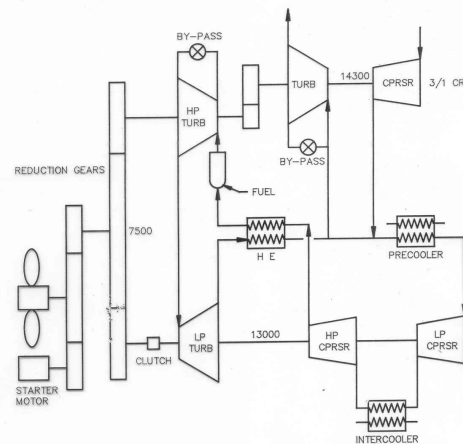 BY-PASS
HP
TURB
TURB
14300
CPRSR
3/1 CR
BY-PASS
REDUCTION GEARS
FUEL
7500
H E
PRECOOLER
LP
TURB
13000
HP
CPRSR
LP
CPRSR
CLUTCH
STARTER
MOTOR
INTERCOOLER